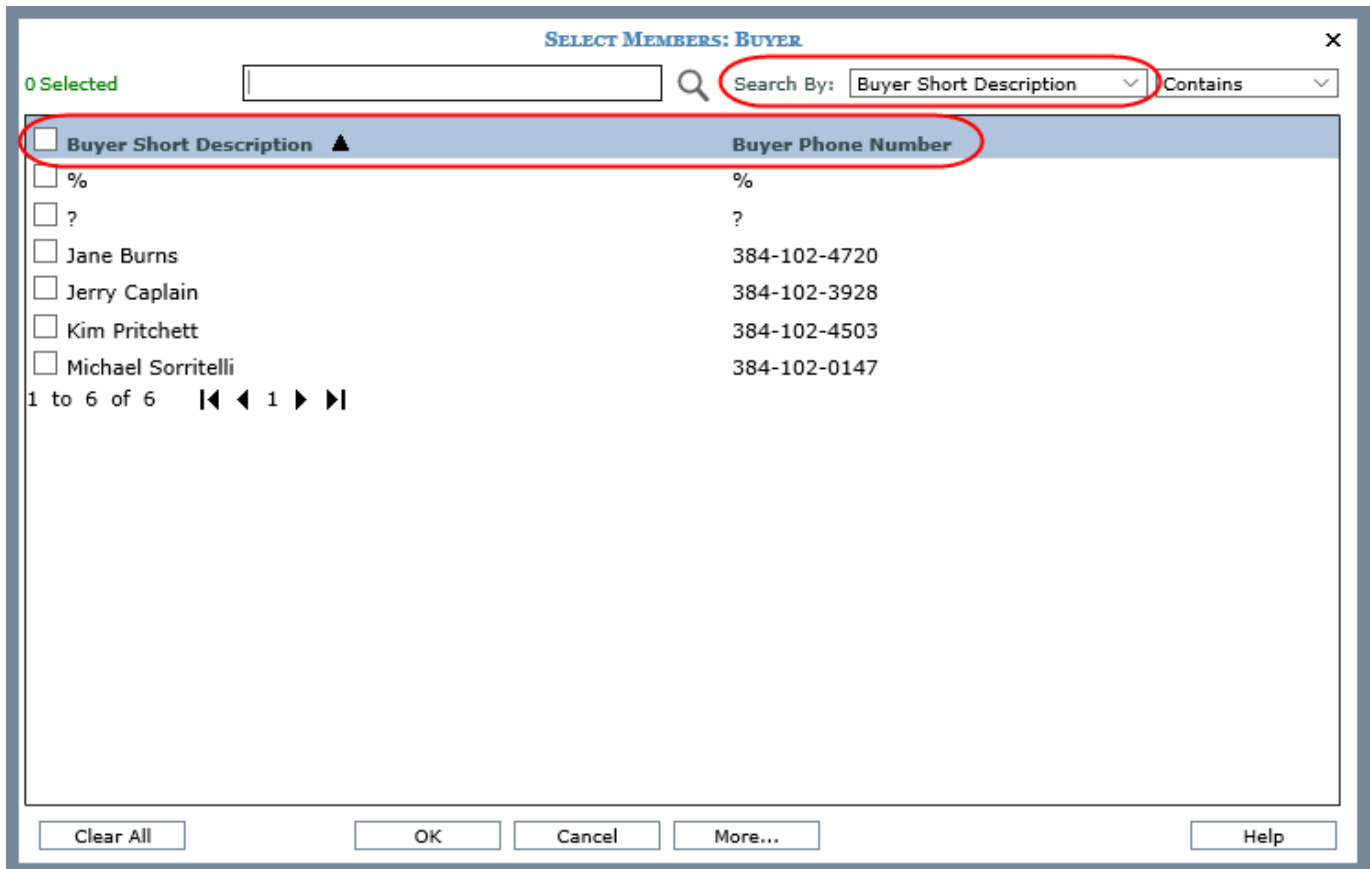 SELECT MEMBERS: BUYER
0 Selected Search By: Buyer Short Description Contains
Buyer Short Description ▲ Buyer Phone Number
% %
? ?
Jane Burns 384-102-4720
Jerry Caplain 384-102-3928
Kim Pritchett 384-102-4503
Michael Sorritelli 384-102-0147
1 to 6 of 6 1
Clear All OK Cancel More... Help